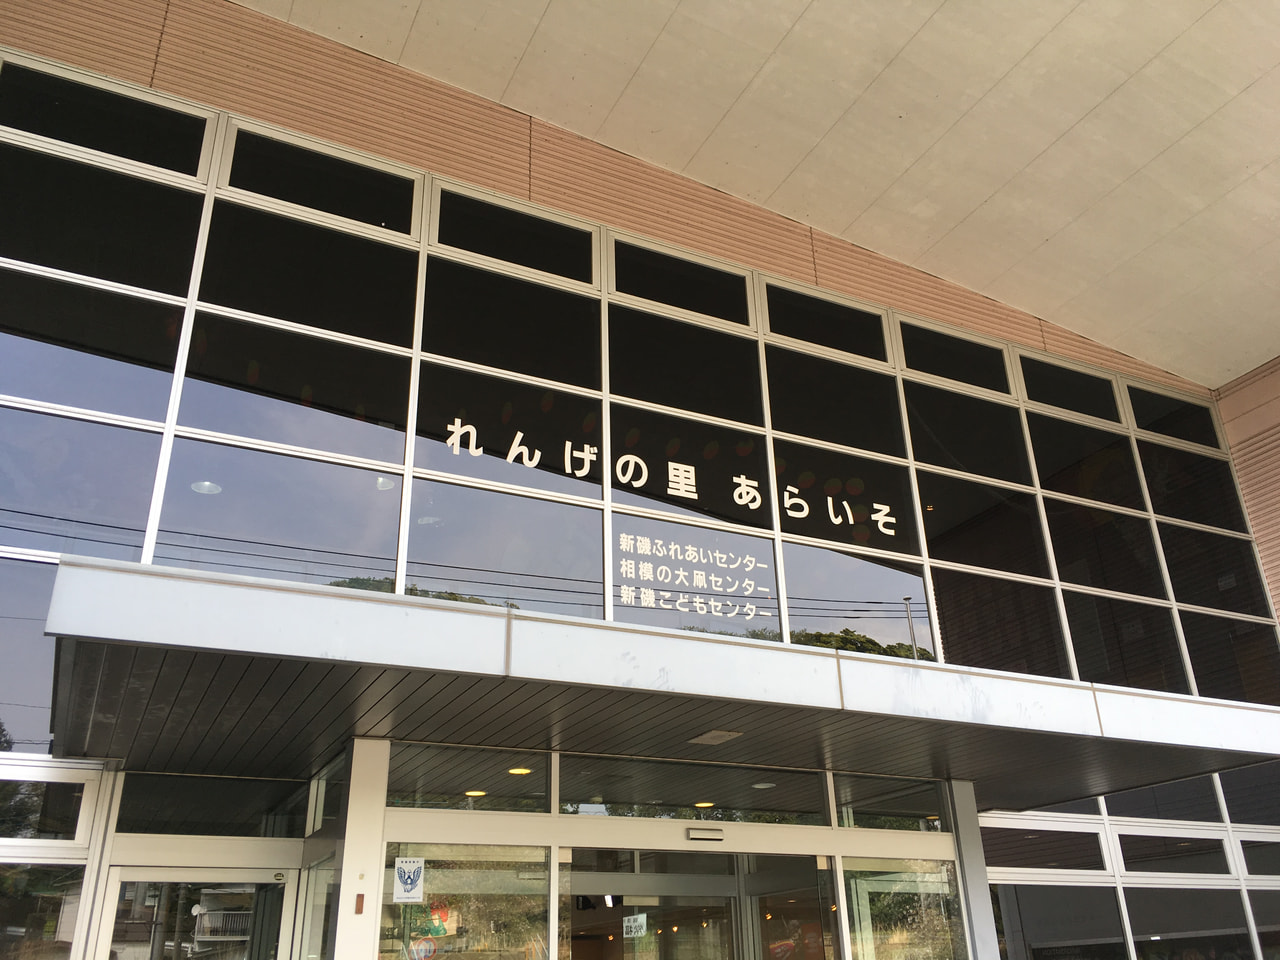 れんげの里 あらいそ
新磯ふれあいセンター
相模の大凧センター
新磯こどもセンター